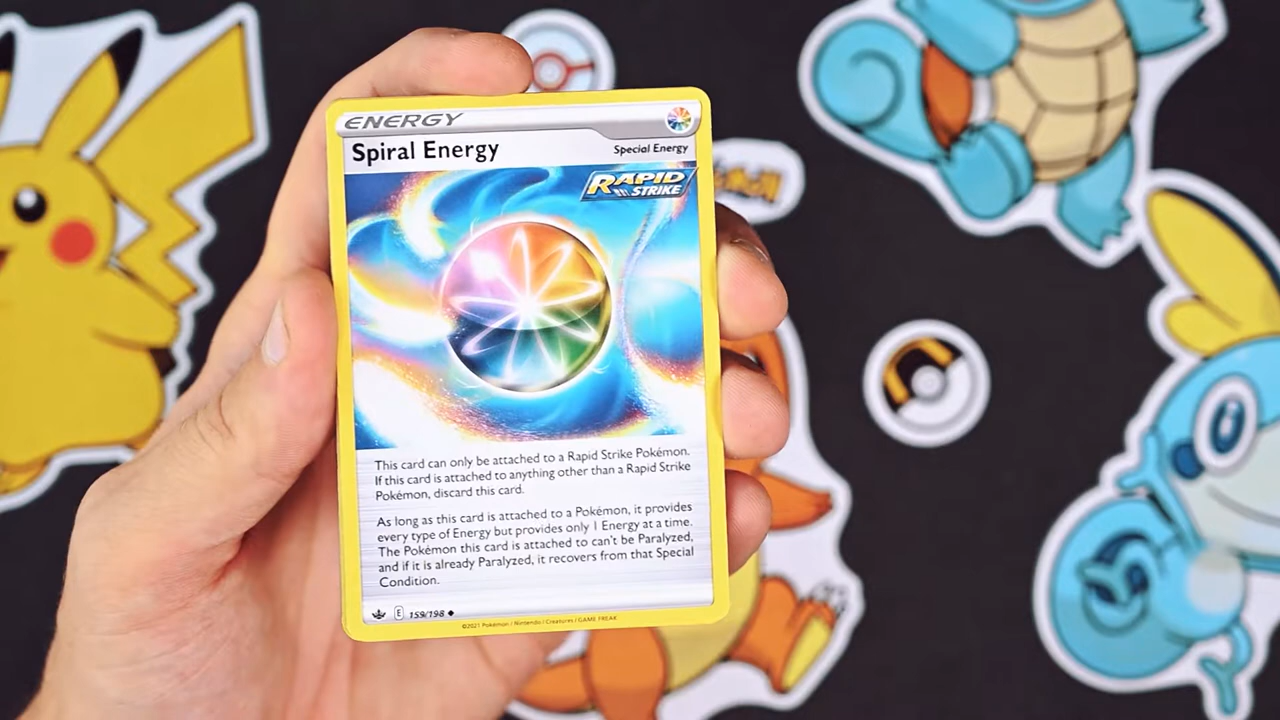 ENERGY
Spiral Energy
Special Energy
RAPID
STRIKE
This card can only be attached to a Rapid Strike Pokémon.
If this card is attached to anything other than a Rapid Strike
Pokémon, discard this card.
As long as this card is attached to a Pokémon, it provides
every type of Energy but provides only 1 Energy at a time.
The Pokémon this card is attached to can't be Paralyzed,
and if it is already Paralyzed, it recovers from that Special
Condition.
E 159/198
©2021 Pokémon / Nintendo / Creatures / GAME FREAK